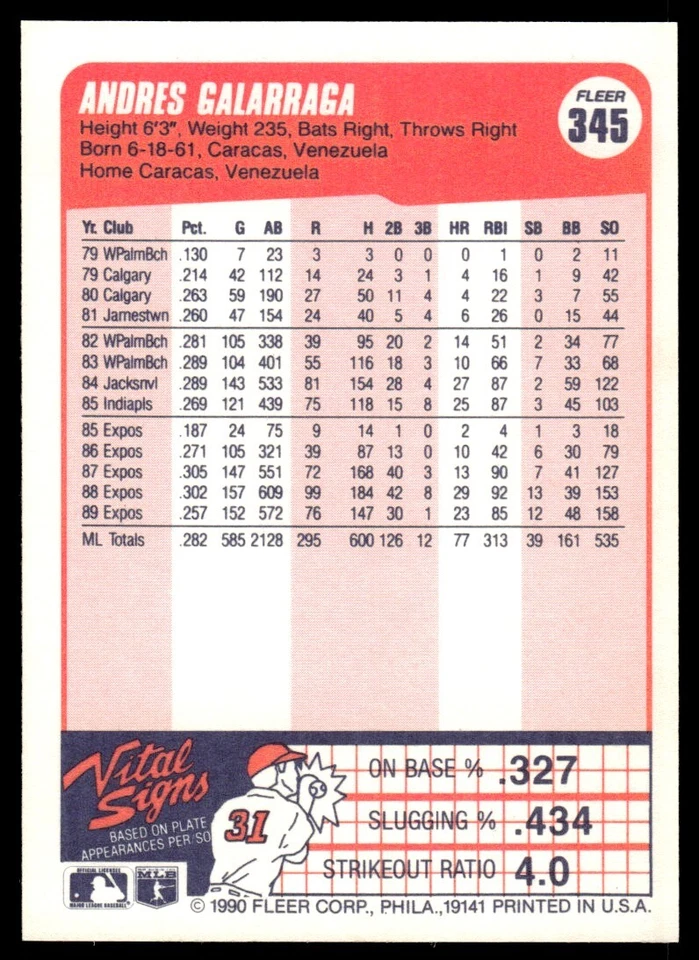 ANDRES GALARRAGA
FLEER
345
Height 6'3", Weight 235, Bats Right, Throws Right
Born 6-18-61, Caracas, Venezuela
Home Caracas, Venezuela
Yr. Club Pct. G AB R H 2B 3B HR RBI SB BB SO
79 WPalmBch .130 7 23 3 3 0 0 0 1 0 2 11
79 Calgary .214 42 112 14 24 3 1 4 16 1 9 42
80 Calgary .263 59 190 27 50 11 4 4 22 3 7 55
81 Jamestwn .260 47 154 24 40 5 4 6 26 0 15 44
82 WPalmBch .281 105 338 39 95 20 2 14 51 2 34 77
83 WPalmBch .289 104 401 55 116 18 3 10 66 7 33 68
84 Jacksnvl .289 143 533 81 154 28 4 27 87 2 59 122
85 Indiapls .269 121 439 75 118 15 8 25 87 3 45 103
85 Expos .187 24 75 9 14 1 0 2 4 1 3 18
86 Expos .271 105 321 39 87 13 0 10 42 6 30 79
87 Expos .305 147 551 72 168 40 3 13 90 7 41 127
88 Expos .302 157 609 99 184 42 8 29 92 13 39 153
89 Expos .257 152 572 76 147 30 1 23 85 12 48 158
ML Totals .282 585 2128 295 600 126 12 77 313 39 161 535
Vital
Signs
BASED ON PLATE
APPEARANCES PER/SO
31
ON BASE % .327
SLUGGING % .434
STRIKEOUT RATIO 4.0
OFFICIAL LICENSEE
MAJOR LEAGUE BASEBALL
MLB
© 1990 FLEER CORP., PHILA., 19141 PRINTED IN U.S.A.